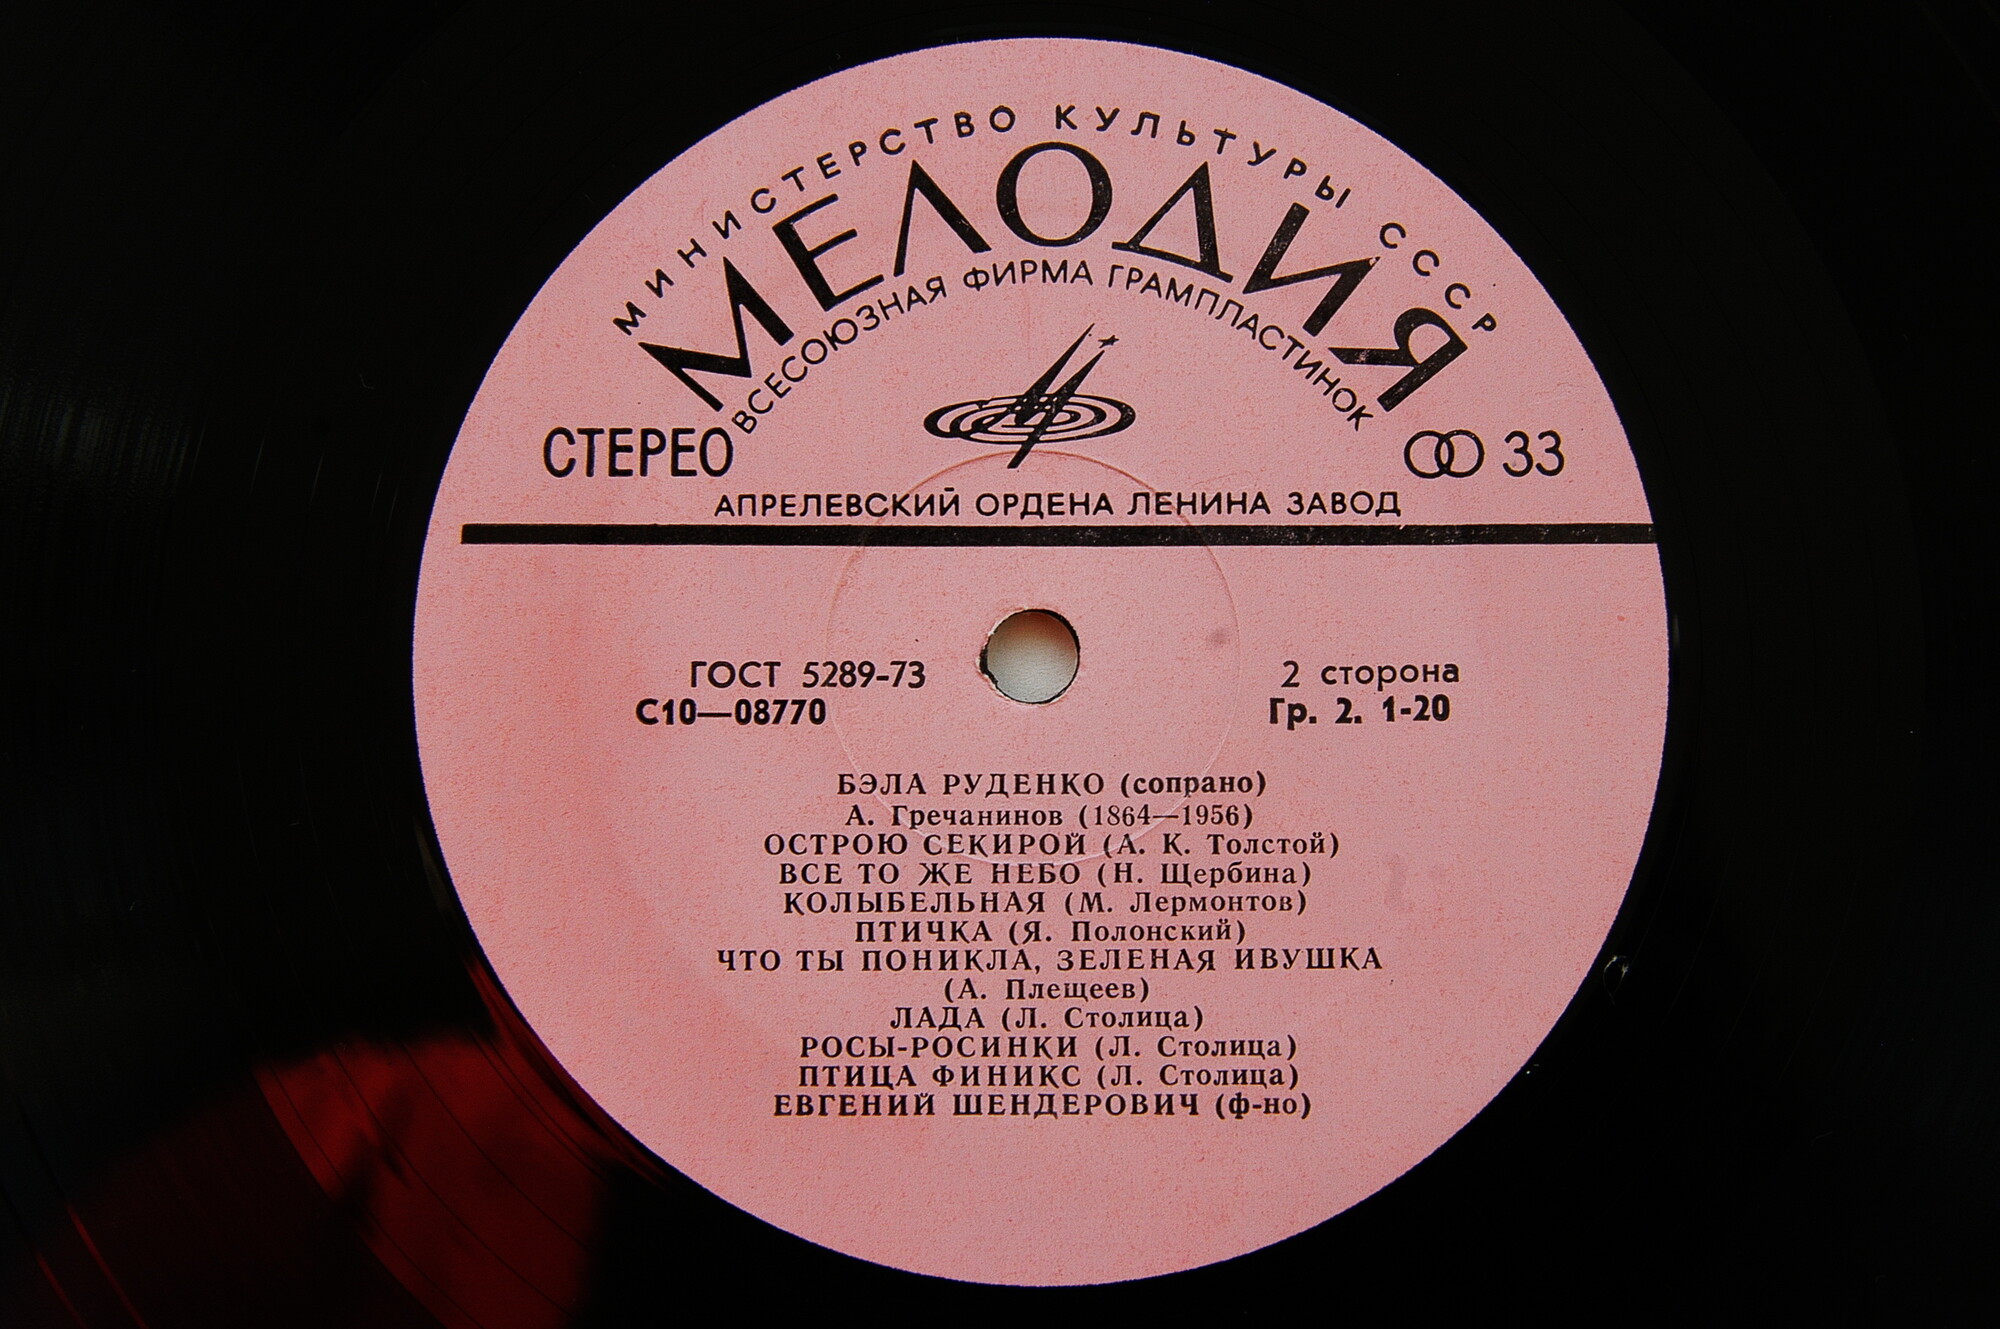 МИНИСТЕРСТВО КУЛЬТУРЫ СССР
МЕЛОДИЯ
ВСЕСОЮЗНАЯ ФИРМА ГРАМПЛАСТИНОК
СТЕРЕО 33
АПРЕЛЕВСКИЙ ОРДЕНА ЛЕНИНА ЗАВОД
ГОСТ 5289-73 2 сторона
С10—08770 Гр. 2. 1-20
БЭЛА РУДЕНКО (сопрано)
А. Гречанинов (1864—1956)
ОСТРОЮ СЕКИРОЙ (А. К. Толстой)
ВСЕ ТО ЖЕ НЕБО (Н. Щербина)
КОЛЫБЕЛЬНАЯ (М. Лермонтов)
ПТИЧКА (Я. Полонский)
ЧТО ТЫ ПОНИКЛА, ЗЕЛЕНАЯ ИВУШКА
(А. Плещеев)
ЛАДА (Л. Столица)
РОСЫ-РОСИНКИ (Л. Столица)
ПТИЦА ФИНИКС (Л. Столица)
ЕВГЕНИЙ ШЕНДЕРОВИЧ (ф-но)